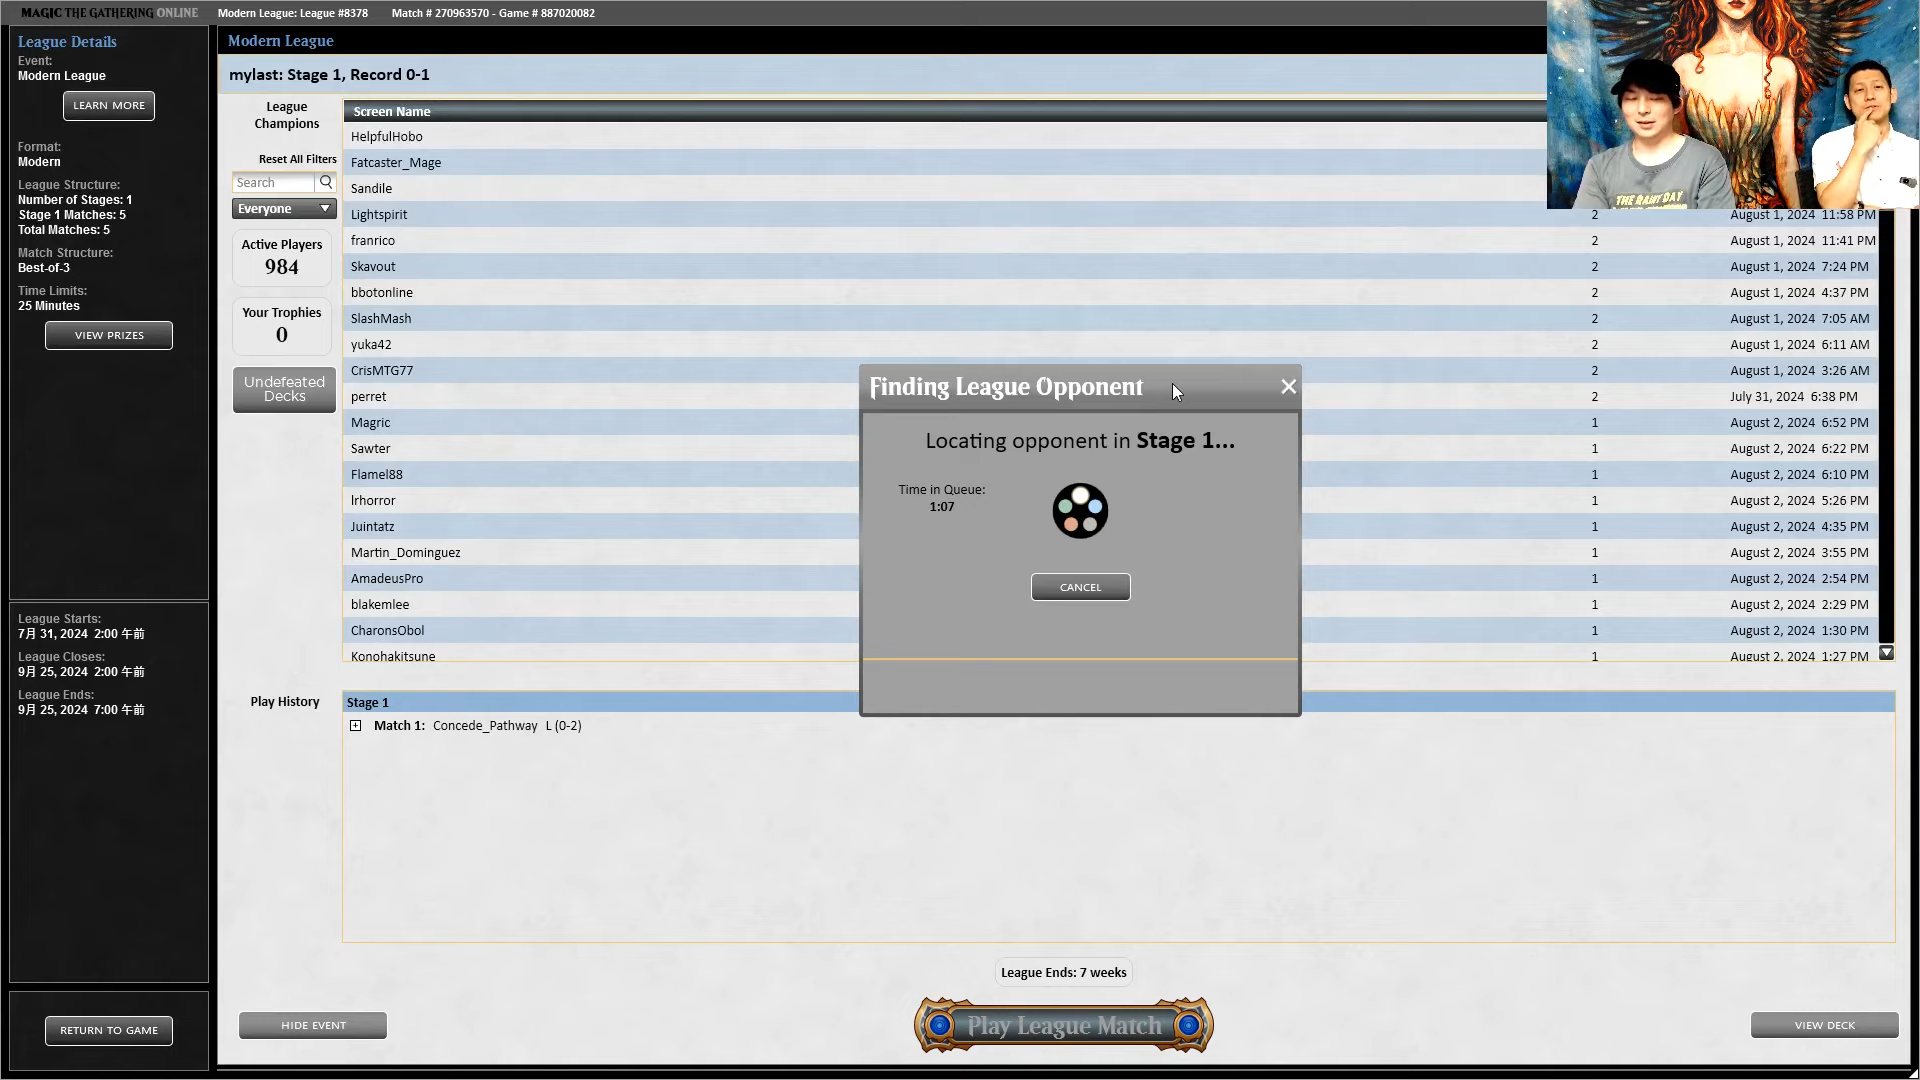 MAGIC THE GATHERING ONLINE
Modern League: League #8378
Match # 270963570 - Game # 887020082
League Details
Event:
Modern League
LEARN MORE
Format:
Modern
League Structure:
Number of Stages: 1
Stage 1 Matches: 5
Total Matches: 5
Match Structure:
Best-of-3
Time Limits:
25 Minutes
VIEW PRIZES
League Starts:
7月 31, 2024 2:00 午前
League Closes:
9月 25, 2024 2:00 午前
League Ends:
9月 25, 2024 7:00 午前
RETURN TO GAME
Modern League
mylast: Stage 1, Record 0-1
League
Champions
Reset All Filters
Search
Everyone
Active Players
984
Your Trophies
0
Undefeated
Decks
Screen Name
HelpfulHobo
Fatcaster_Mage
Sandile
Lightspirit 2 August 1, 2024 11:58 PM
franrico 2 August 1, 2024 11:41 PM
Skavout 2 August 1, 2024 7:24 PM
bbotonline 2 August 1, 2024 4:37 PM
SlashMash 2 August 1, 2024 7:05 AM
yuka42 2 August 1, 2024 6:11 AM
CrisMTG77 2 August 1, 2024 3:26 AM
perret 2 July 31, 2024 6:38 PM
Magric 1 August 2, 2024 6:52 PM
Sawter 1 August 2, 2024 6:22 PM
Flamel88 1 August 2, 2024 6:10 PM
lrhorror 1 August 2, 2024 5:26 PM
Juintatz 1 August 2, 2024 4:35 PM
Martin_Dominguez 1 August 2, 2024 3:55 PM
AmadeusPro 1 August 2, 2024 2:54 PM
blakemlee 1 August 2, 2024 2:29 PM
CharonsObol 1 August 2, 2024 1:30 PM
Konohakitsune 1 August 2, 2024 1:27 PM
Finding League Opponent
Locating opponent in Stage 1...
Time in Queue:
1:07
CANCEL
Play History
Stage 1
Match 1: Concede_Pathway L (0-2)
League Ends: 7 weeks
HIDE EVENT
Play League Match
VIEW DECK
THE RAINY DAY